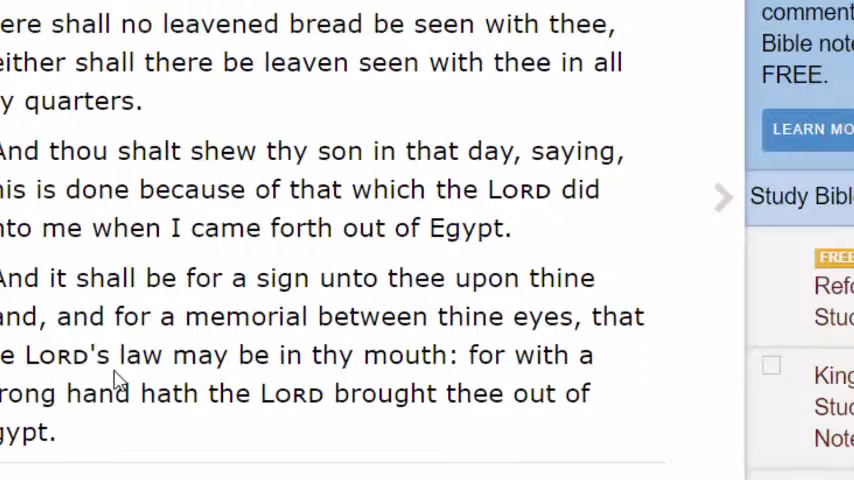 ere shall no leavened bread be seen with thee,
either shall there be leaven seen with thee in all
y quarters.
And thou shalt shew thy son in that day, saying,
his is done because of that which the LORD did
nto me when I came forth out of Egypt.
And it shall be for a sign unto thee upon thine
and, and for a memorial between thine eyes, that
e LORD's law may be in thy mouth: for with a
rong hand hath the LORD brought thee out of
gypt.
comment
Bible note
FREE.
LEARN MO
Study Bibl
FREE
Refo
Stuc
King
Stuc
Note